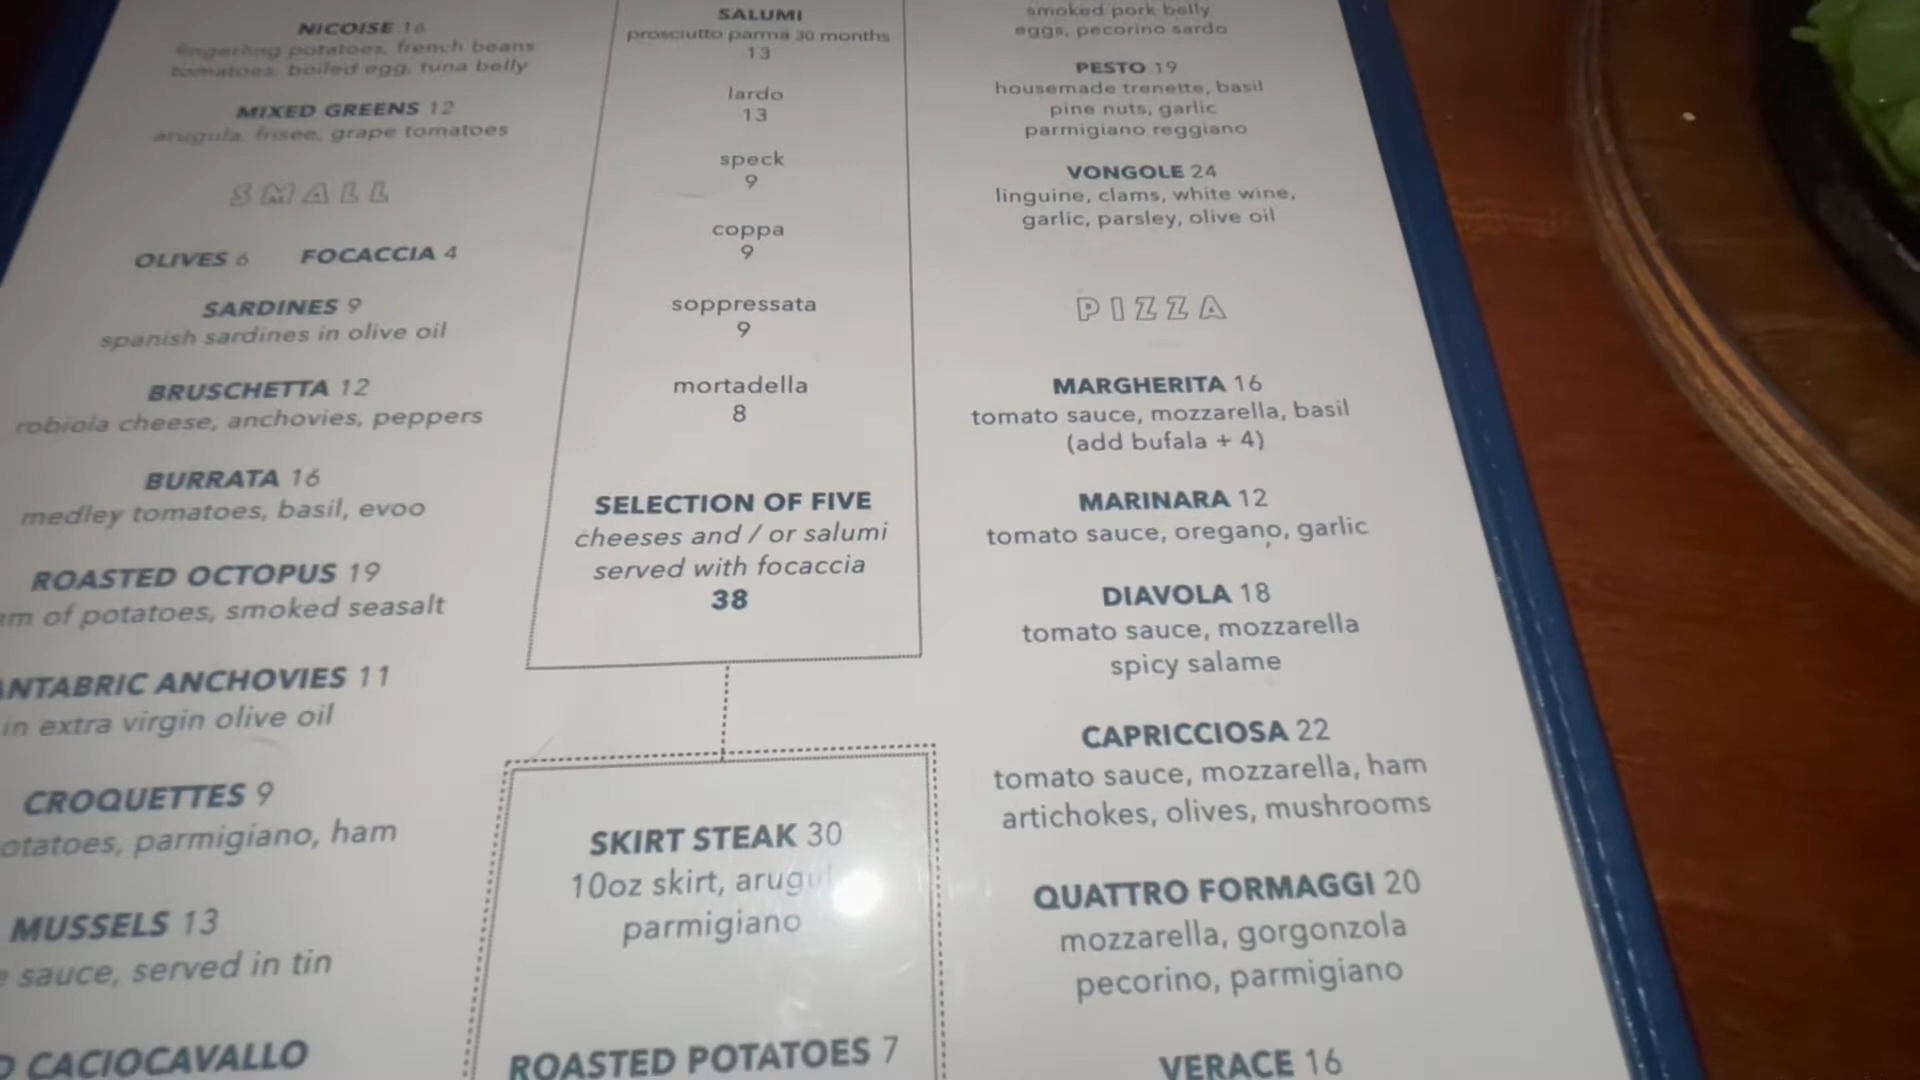 NICOISE 16
fingerling potatoes, french beans
tomatoes, boiled egg, tuna belly
MIXED GREENS 12
arugula, frisee, grape tomatoes
SMALL
OLIVES 6 FOCACCIA 4
SARDINES 9
spanish sardines in olive oil
BRUSCHETTA 12
robiola cheese, anchovies, peppers
BURRATA 16
medley tomatoes, basil, evoo
ROASTED OCTOPUS 19
of potatoes, smoked seasalt
ANTABRIC ANCHOVIES 11
in extra virgin olive oil
CROQUETTES 9
otatoes, parmigiano, ham
MUSSELS 13
sauce, served in tin
CACIOCAVALLO
SALUMI
prosciutto parma 30 months
13
lardo
13
speck
9
coppa
9
soppressata
9
mortadella
8
SELECTION OF FIVE
cheeses and / or salumi
served with focaccia
38
SKIRT STEAK 30
10oz skirt, arugul
parmigiano
ROASTED POTATOES 7
smoked pork belly
eggs, pecorino sardo
PESTO 19
housemade trenette, basil
pine nuts, garlic
parmigiano reggiano
VONGOLE 24
linguine, clams, white wine,
garlic, parsley, olive oil
PIZZA
MARGHERITA 16
tomato sauce, mozzarella, basil
(add bufala + 4)
MARINARA 12
tomato sauce, oregano, garlic
DIAVOLA 18
tomato sauce, mozzarella
spicy salame
CAPRICCIOSA 22
tomato sauce, mozzarella, ham
artichokes, olives, mushrooms
QUATTRO FORMAGGI 20
mozzarella, gorgonzola
pecorino, parmigiano
VERACE 16